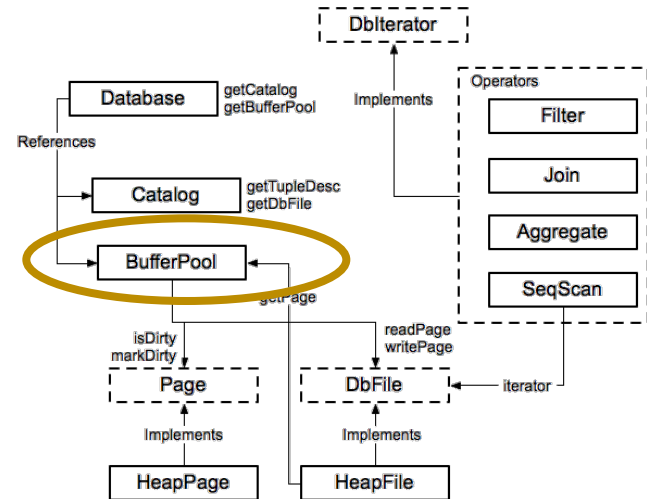 DbIterator
Operators
Database
getCatalog
getBufferPool
Implements
Filter
References
Join
Catalog
getTupleDesc
getDbFile
Aggregate
BufferPool
SeqScan
getPage
isDirty
markDirty
readPage
writePage
Page
DbFile
iterator
Implements
Implements
HeapPage
HeapFile